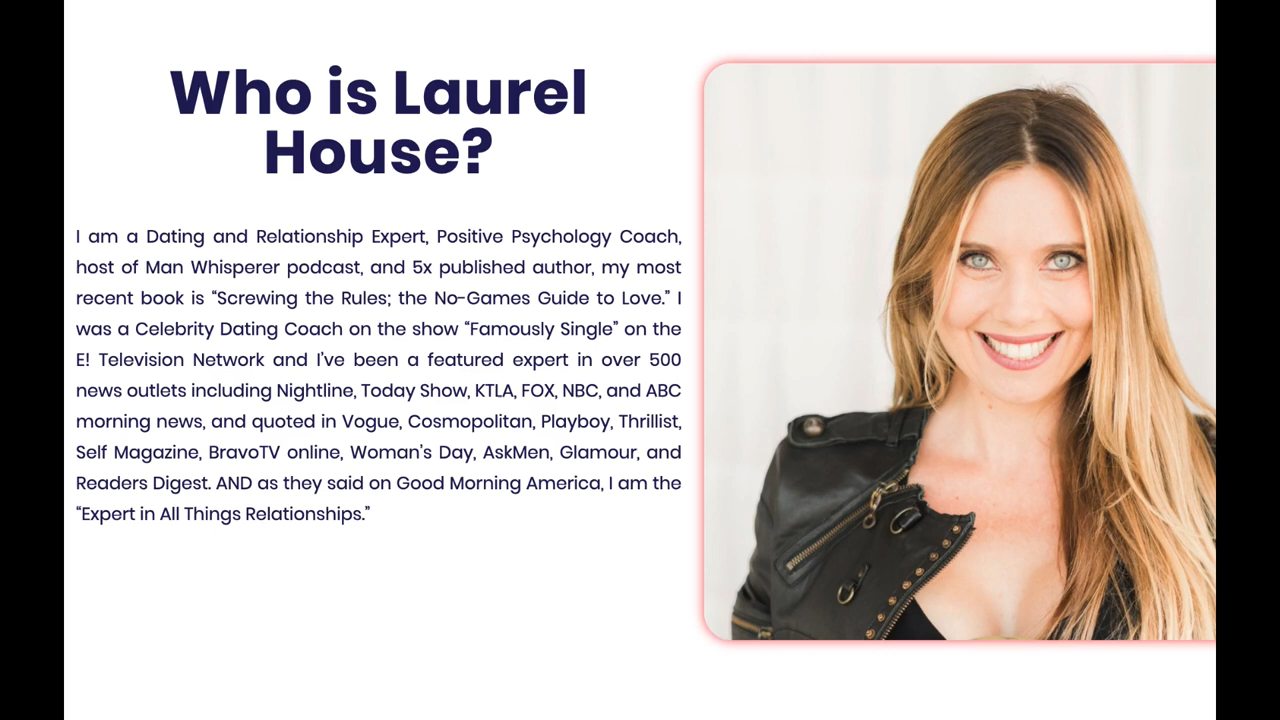 Who is Laurel
House?
I am a Dating and Relationship Expert, Positive Psychology Coach,
host of Man Whisperer podcast, and 5x published author, my most
recent book is “Screwing the Rules; the No-Games Guide to Love.” I
was a Celebrity Dating Coach on the show “Famously Single” on the
E! Television Network and I’ve been a featured expert in over 500
news outlets including Nightline, Today Show, KTLA, FOX, NBC, and ABC
morning news, and quoted in Vogue, Cosmopolitan, Playboy, Thrillist,
Self Magazine, BravoTV online, Woman’s Day, AskMen, Glamour, and
Readers Digest. AND as they said on Good Morning America, I am the
“Expert in All Things Relationships.”